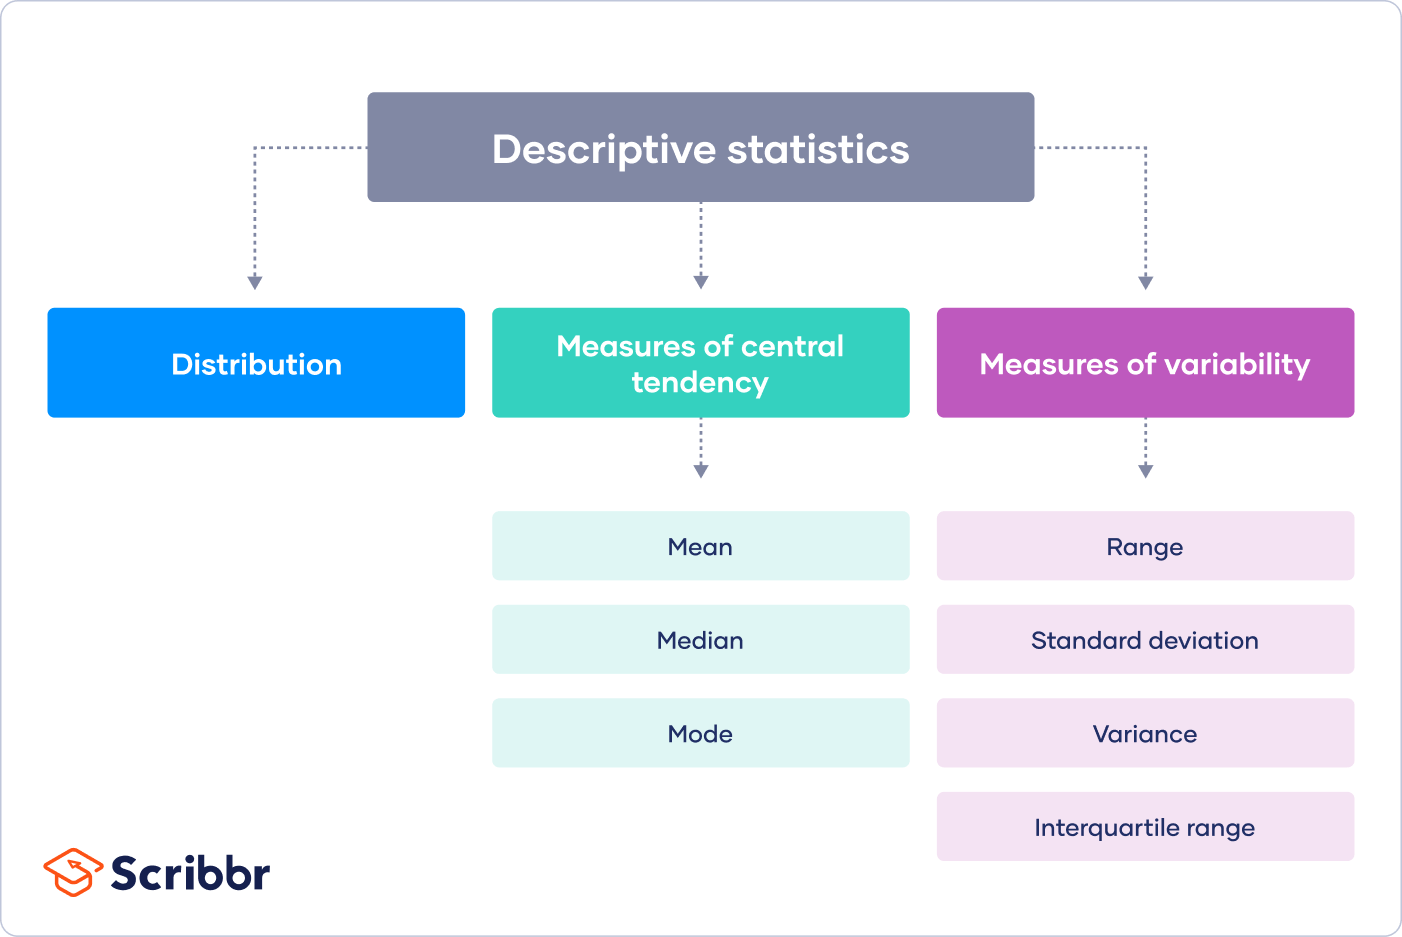 Descriptive statistics
Distribution
Measures of central
tendency
Measures of variability
Mean
Median
Mode
Range
Standard deviation
Variance
Interquartile range
Scribbr